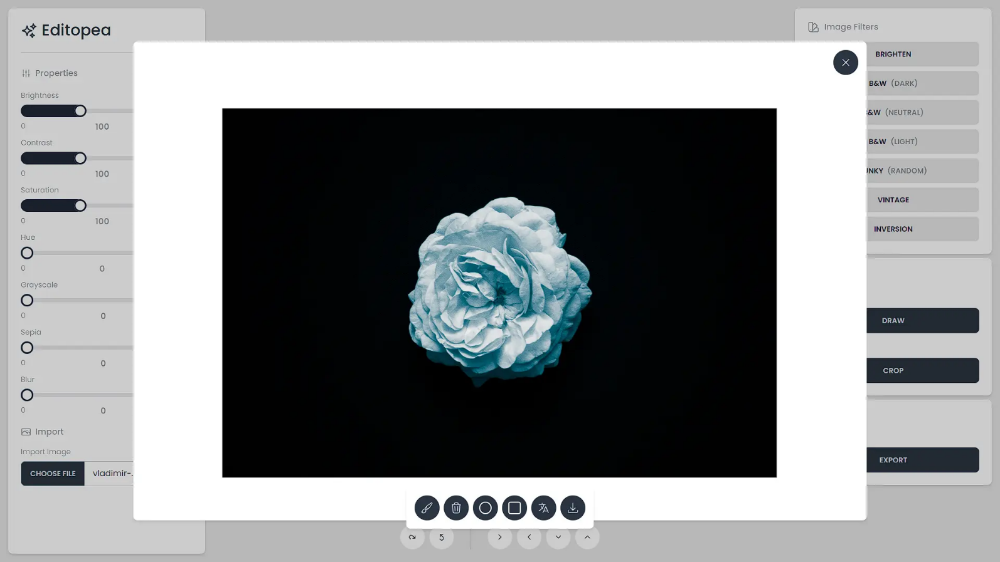 Editopea
Properties
Brightness
0 100
Contrast
0 100
Saturation
0 100
Hue
0 0
Grayscale
0 0
Sepia
0 0
Blur
0 0
Import
Import Image
CHOOSE FILE vladimir-.
Image Filters
BRIGHTEN
B&W (DARK)
B&W (NEUTRAL)
B&W (LIGHT)
(RANDOM)
VINTAGE
INVERSION
DRAW
CROP
EXPORT